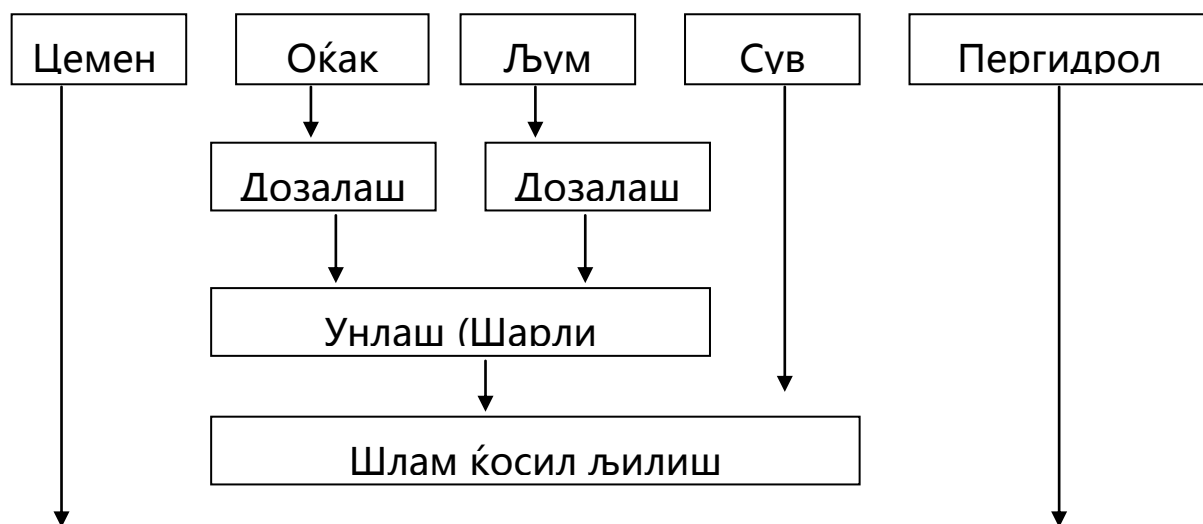 Цемен
Оќак
Љум
Сув
Пергидрол
Дозалаш
Дозалаш
Унлаш (Шарли
Шлам ќосил љилиш